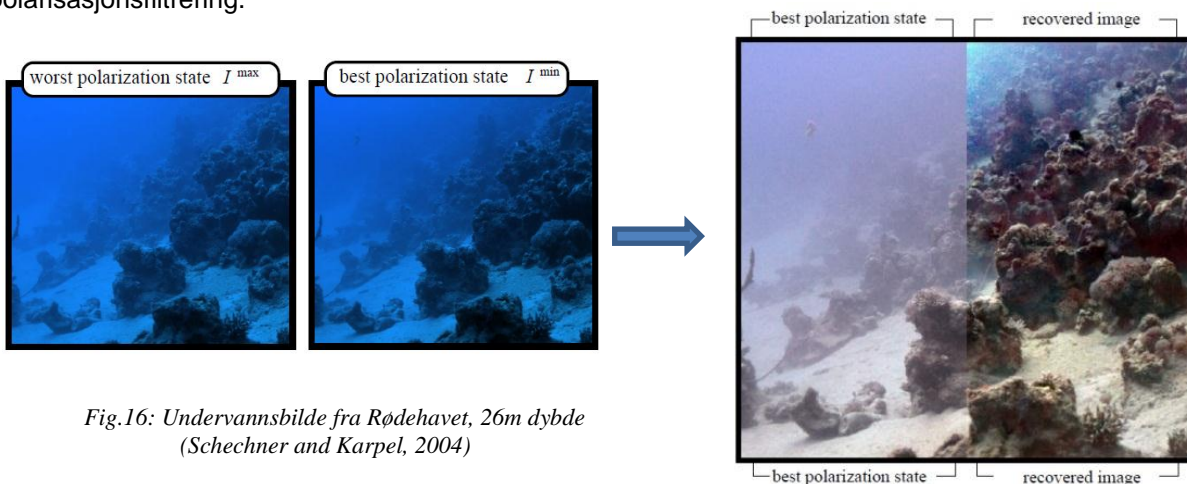 best polarization state
recovered image
worst polarization state I max
best polarization state I min
Fig.16: Undervannsbilde fra Rødehavet, 26m dybde
(Schechner and Karpel, 2004)
best polarization state
recovered image